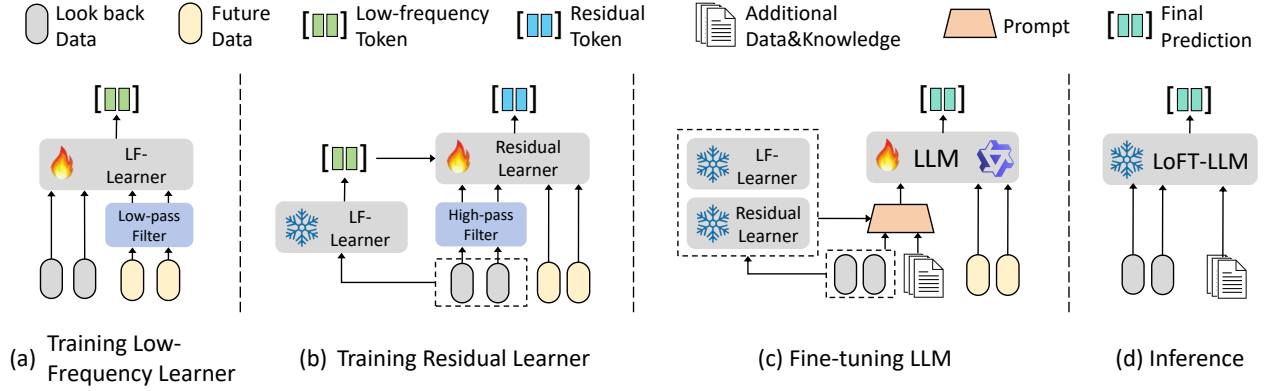 Look back
Data
Future
Data
Low-frequency
Token
Residual
Token
Additional
Data&Knowledge
Prompt
Final
Prediction
LF-
Learner
Low-pass
Filter
(a) Training Low-
Frequency Learner
LF-
Learner
Residual
Learner
High-pass
Filter
(b) Training Residual Learner
LF-
Learner
Residual
Learner
LLM
(c) Fine-tuning LLM
LoFT-LLM
(d) Inference